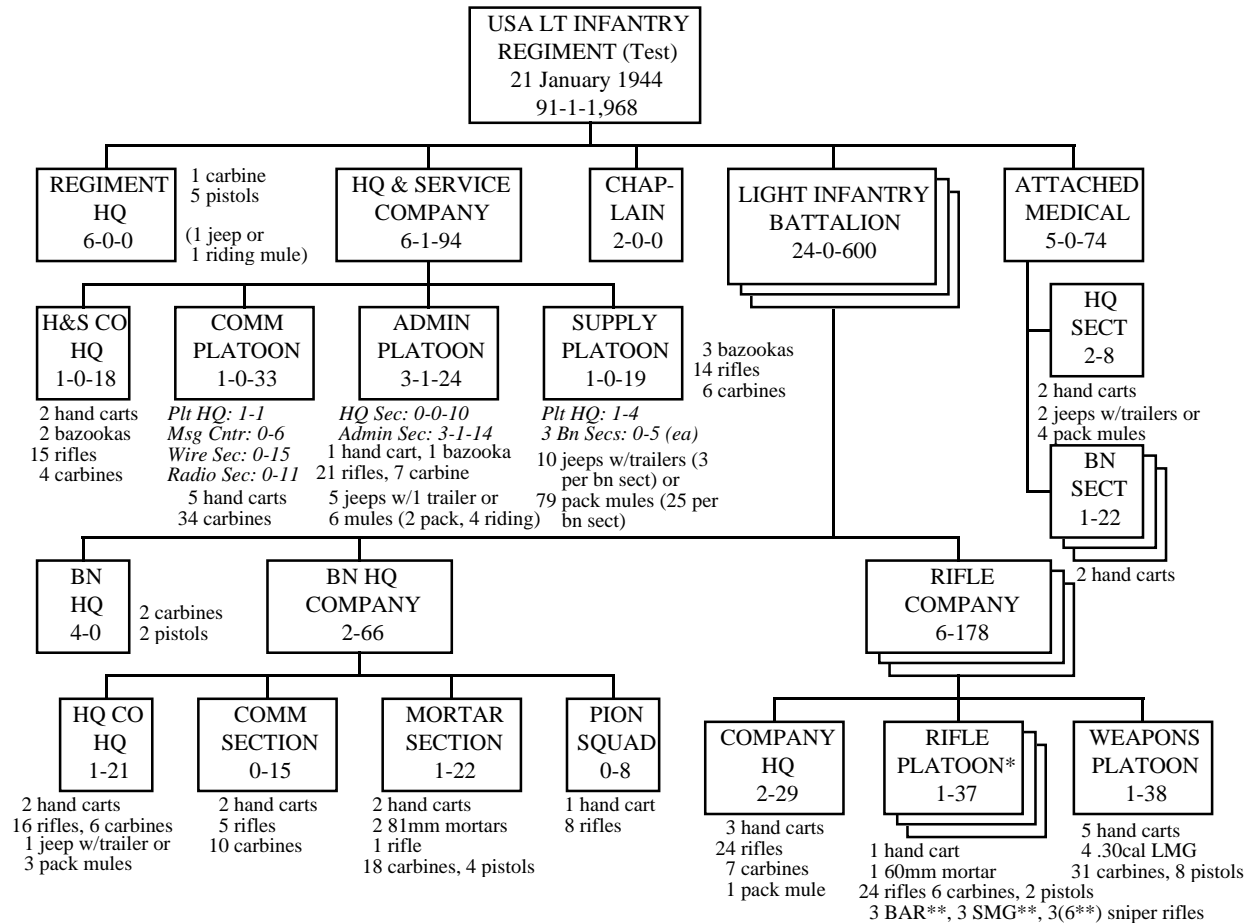 USA LT INFANTRY
REGIMENT (Test)
21 January 1944
91-1-1,968
REGIMENT
HQ
6-0-0
1 carbine
5 pistols
(1 jeep or
1 riding mule)
HQ & SERVICE
COMPANY
6-1-94
CHAP-
LAIN
2-0-0
LIGHT INFANTRY
BATTALION
24-0-600
ATTACHED
MEDICAL
5-0-74
H&S CO
HQ
1-0-18
2 hand carts
2 bazookas
15 rifles
4 carbines
COMM
PLATOON
1-0-33
Plt HQ: 1-1
Msg Cntr: 0-6
Wire Sec: 0-15
Radio Sec: 0-11
5 hand carts
34 carbines
ADMIN
PLATOON
3-1-24
HQ Sec: 0-0-10
Admin Sec: 3-1-14
1 hand cart, 1 bazooka
21 rifles, 7 carbine
5 jeeps w/1 trailer or
6 mules (2 pack, 4 riding)
SUPPLY
PLATOON
1-0-19
3 bazookas
14 rifles
6 carbines
Plt HQ: 1-4
3 Bn Secs: 0-5 (ea)
10 jeeps w/trailers (3
per bn sect) or
79 pack mules (25 per
bn sect)
HQ
SECT
2-8
2 hand carts
2 jeeps w/trailers or
4 pack mules
BN
SECT
1-22
2 hand carts
BN
HQ
4-0
2 carbines
2 pistols
BN HQ
COMPANY
2-66
RIFLE
COMPANY
6-178
HQ CO
HQ
1-21
2 hand carts
16 rifles, 6 carbines
1 jeep w/trailer or
3 pack mules
COMM
SECTION
0-15
2 hand carts
5 rifles
10 carbines
MORTAR
SECTION
1-22
2 hand carts
2 81mm mortars
1 rifle
18 carbines, 4 pistols
PION
SQUAD
0-8
1 hand cart
8 rifles
COMPANY
HQ
2-29
3 hand carts
24 rifles
7 carbines
1 pack mule
RIFLE
PLATOON*
1-37
1 hand cart
1 60mm mortar
24 rifles 6 carbines, 2 pistols
3 BAR**, 3 SMG**, 3(6**) sniper rifles
WEAPONS
PLATOON
1-38
5 hand carts
4 .30cal LMG
31 carbines, 8 pistols